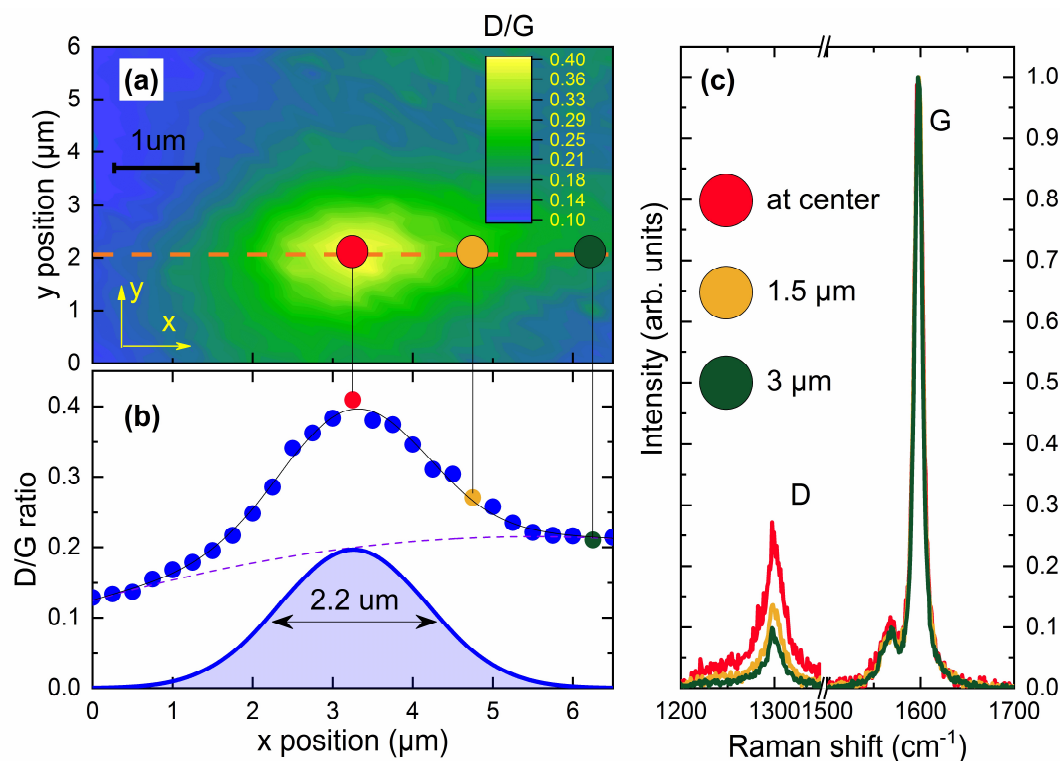 D/G
(a)
6
5
4
3
2
1
0
y position (µm)
1um
y
x
0.40
0.36
0.33
0.29
0.25
0.21
0.18
0.14
0.10
(b)
0.4
0.3
0.2
0.1
0.0
D/G ratio
2.2 um
0 1 2 3 4 5 6
x position (µm)
(c)
G
D
at center
1.5 µm
3 µm
Intensity (arb. units)
1.0
0.9
0.8
0.7
0.6
0.5
0.4
0.3
0.2
0.1
0.0
1200 1300 1500 1600 1700
Raman shift (cm⁻¹)